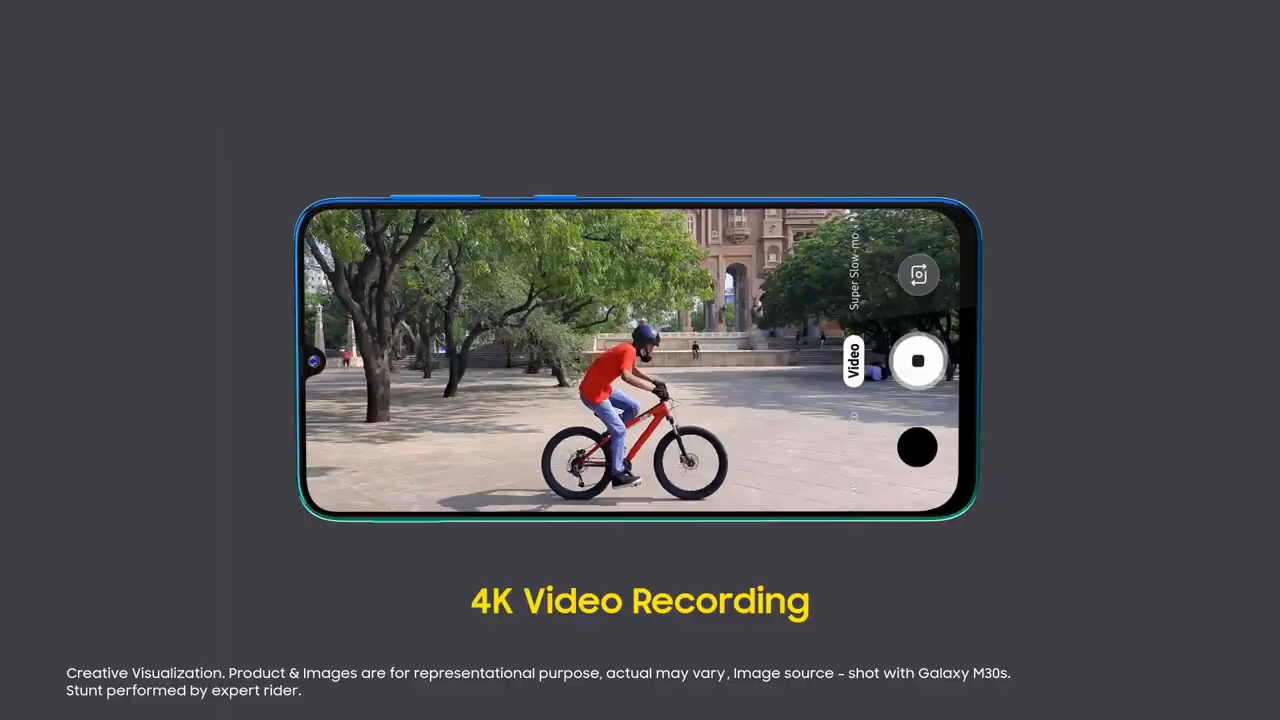 Super Slow-mo
Video
4K Video Recording
Creative Visualization. Product & Images are for representational purpose, actual may vary, Image source - shot with Galaxy M30s.
Stunt performed by expert rider.